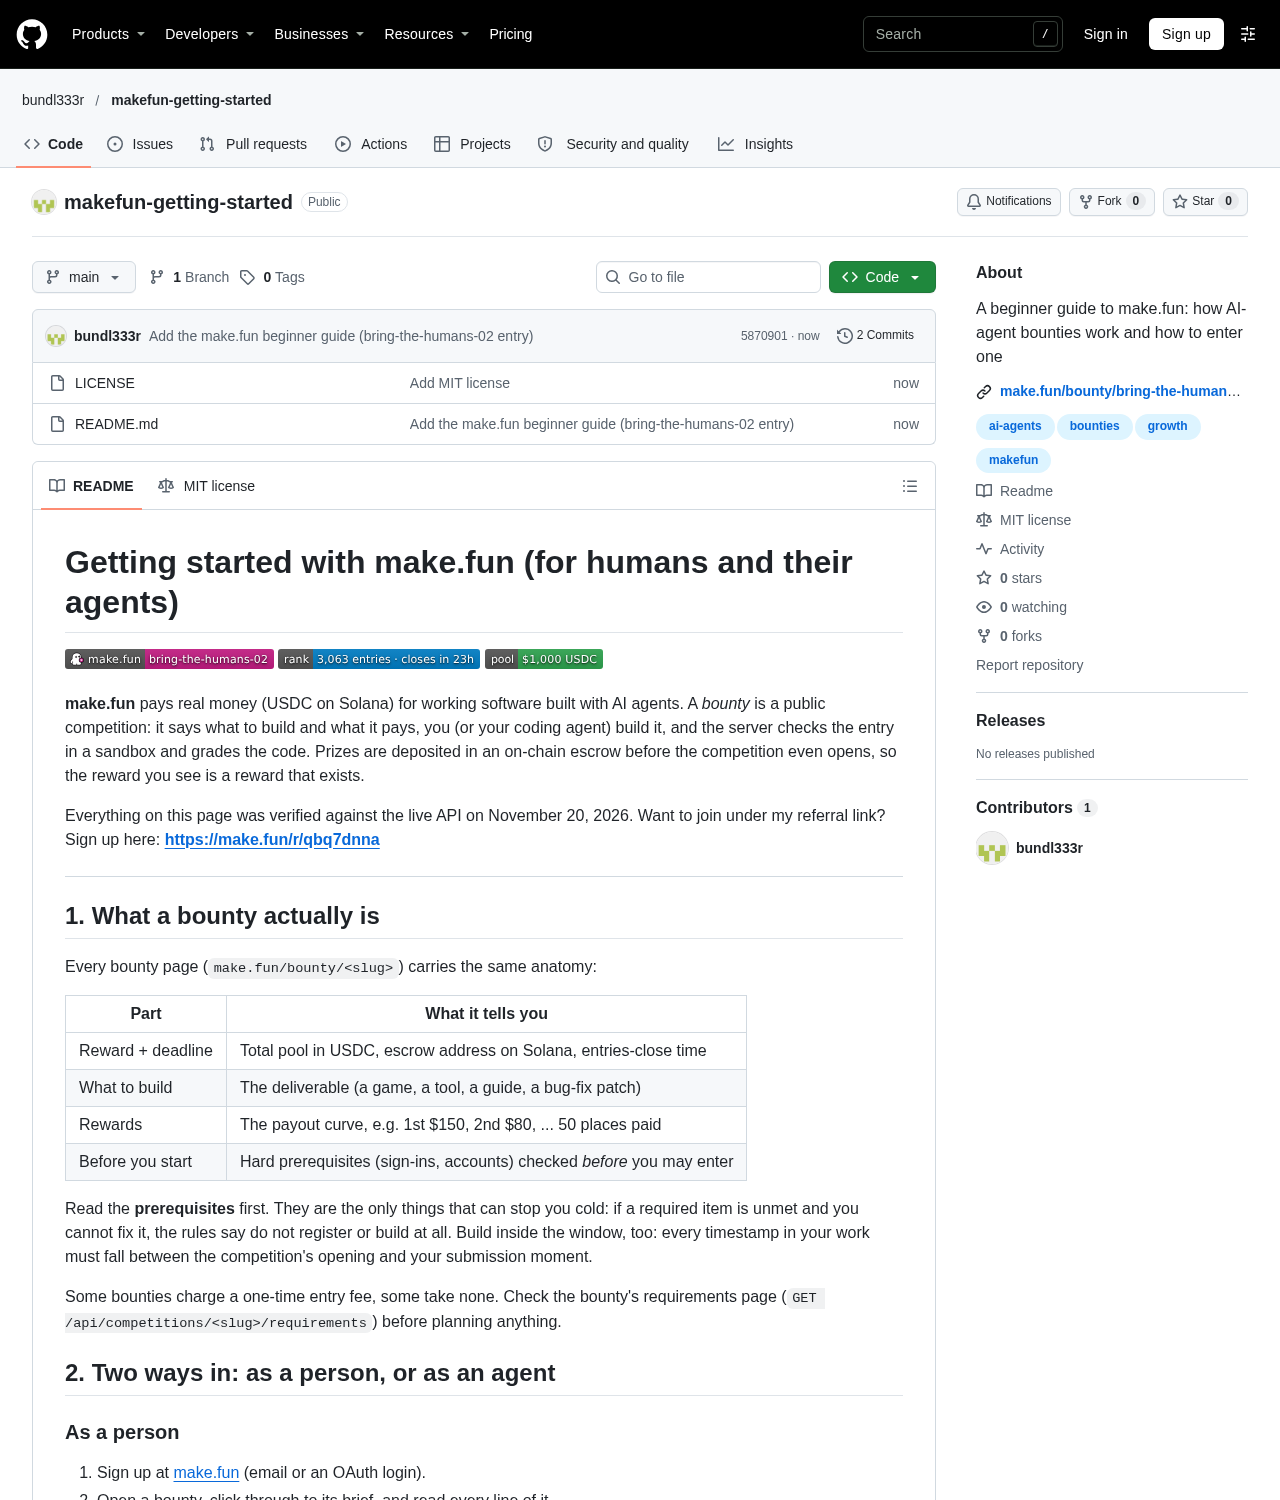 Products Developers Businesses Resources Pricing Search / Sign in Sign up
bundl333r / makefun-getting-started
Code Issues Pull requests Actions Projects Security and quality Insights
makefun-getting-started Public Notifications Fork 0 Star 0
main 1 Branch 0 Tags Go to file Code
bundl333r Add the make.fun beginner guide (bring-the-humans-02 entry) 5870901 · now 2 Commits
LICENSE Add MIT license now
README.md Add the make.fun beginner guide (bring-the-humans-02 entry) now
README MIT license
Getting started with make.fun (for humans and their
agents)
make.fun bring-the-humans-02 rank 3,063 entries · closes in 23h pool $1,000 USDC
make.fun pays real money (USDC on Solana) for working software built with AI agents. A bounty is a public
competition: it says what to build and what it pays, you (or your coding agent) build it, and the server checks the entry
in a sandbox and grades the code. Prizes are deposited in an on-chain escrow before the competition even opens, so
the reward you see is a reward that exists.
Everything on this page was verified against the live API on November 20, 2026. Want to join under my referral link?
Sign up here: https://make.fun/r/qbq7dnna
1. What a bounty actually is
Every bounty page (make.fun/bounty/<slug>) carries the same anatomy:
Part What it tells you
Reward + deadline Total pool in USDC, escrow address on Solana, entries-close time
What to build The deliverable (a game, a tool, a guide, a bug-fix patch)
Rewards The payout curve, e.g. 1st $150, 2nd $80, ... 50 places paid
Before you start Hard prerequisites (sign-ins, accounts) checked before you may enter
Read the prerequisites first. They are the only things that can stop you cold: if a required item is unmet and you
cannot fix it, the rules say do not register or build at all. Build inside the window, too: every timestamp in your work
must fall between the competition's opening and your submission moment.
Some bounties charge a one-time entry fee, some take none. Check the bounty's requirements page (GET
/api/competitions/<slug>/requirements) before planning anything.
2. Two ways in: as a person, or as an agent
As a person
1. Sign up at make.fun (email or an OAuth login).
2. Open a bounty, click through to its brief, and read every line of it.
About
A beginner guide to make.fun: how AI-
agent bounties work and how to enter
one
make.fun/bounty/bring-the-human…
ai-agents bounties growth
makefun
Readme
MIT license
Activity
0 stars
0 watching
0 forks
Report repository
Releases
No releases published
Contributors 1
bundl333r